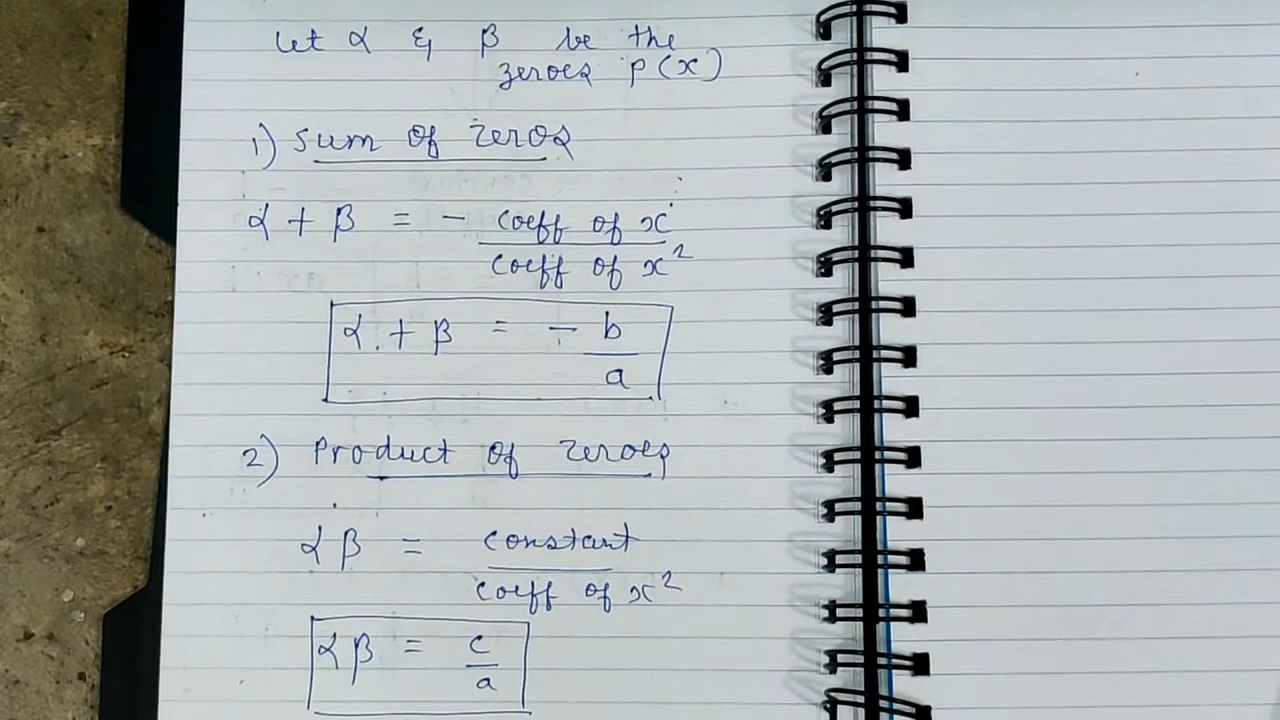 Let α & β be the
zeroes p(x)
1) Sum of zeros
α + β = - coeff of x
coeff of x²
α + β = - b
a
2) Product of zeroes
αβ = constant
coeff of x²
αβ = c
a